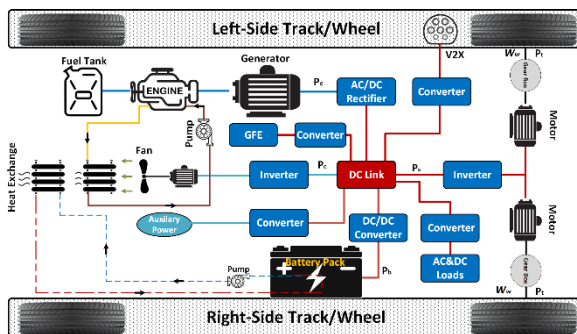 Left-Side Track/Wheel
Fuel Tank
Generator
V2X
Ww
Pt
ENGINE
Pe
AC/DC
Rectifier
Converter
Gear Box
Pump
GFE
Converter
Motor
Heat Exchange
Fan
Inverter
Pc
DC Link
Ps
Inverter
Auxilary
Power
Converter
DC/DC
Converter
Converter
Motor
Battery Pack
Pump
Pb
AC&DC
Loads
Gear Box
Ww
Pt
Right-Side Track/Wheel